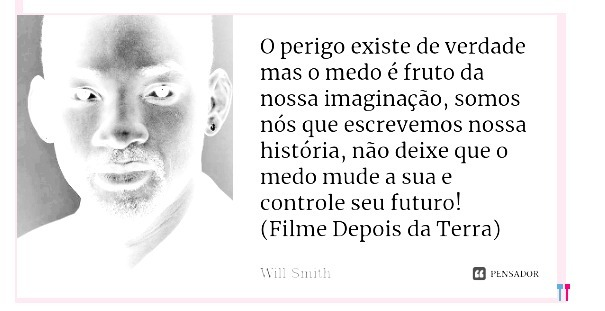 O perigo existe de verdade
mas o medo é fruto da
nossa imaginação, somos
nós que escrevemos nossa
história, não deixe que o
medo mude a sua e
controle seu futuro!
(Filme Depois da Terra)
Will Smith
PENSADOR